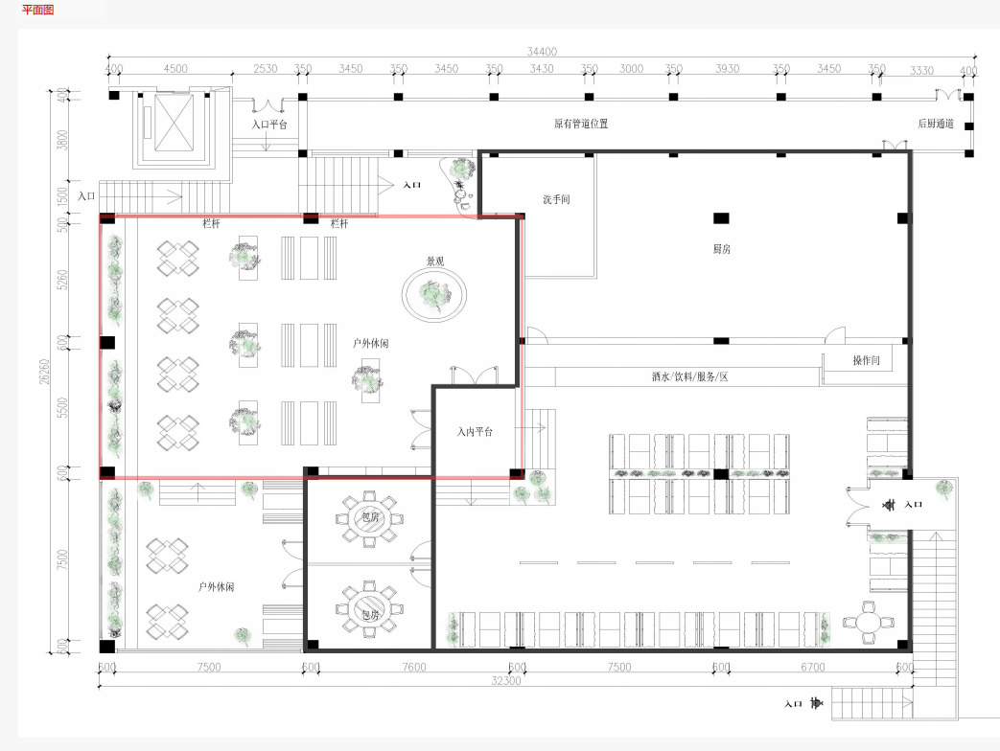 平面图
34400
400 4500 2530 350 3450 350 3450 350 3430 350 3000 350 3930 350 3450 350 3330 400
400
3800
1500
500
5260
600
5500
600
7500
600
26260
入口平台
原有管道位置
后厨通道
入口
入口
洗手间
栏杆
栏杆
厨房
景观
户外休闲
操作间
酒水/饮料/服务/区
入内平台
入口
包房
户外休闲
包房
600 7500 600 7600 600 7500 600 6700 600
32300
入口